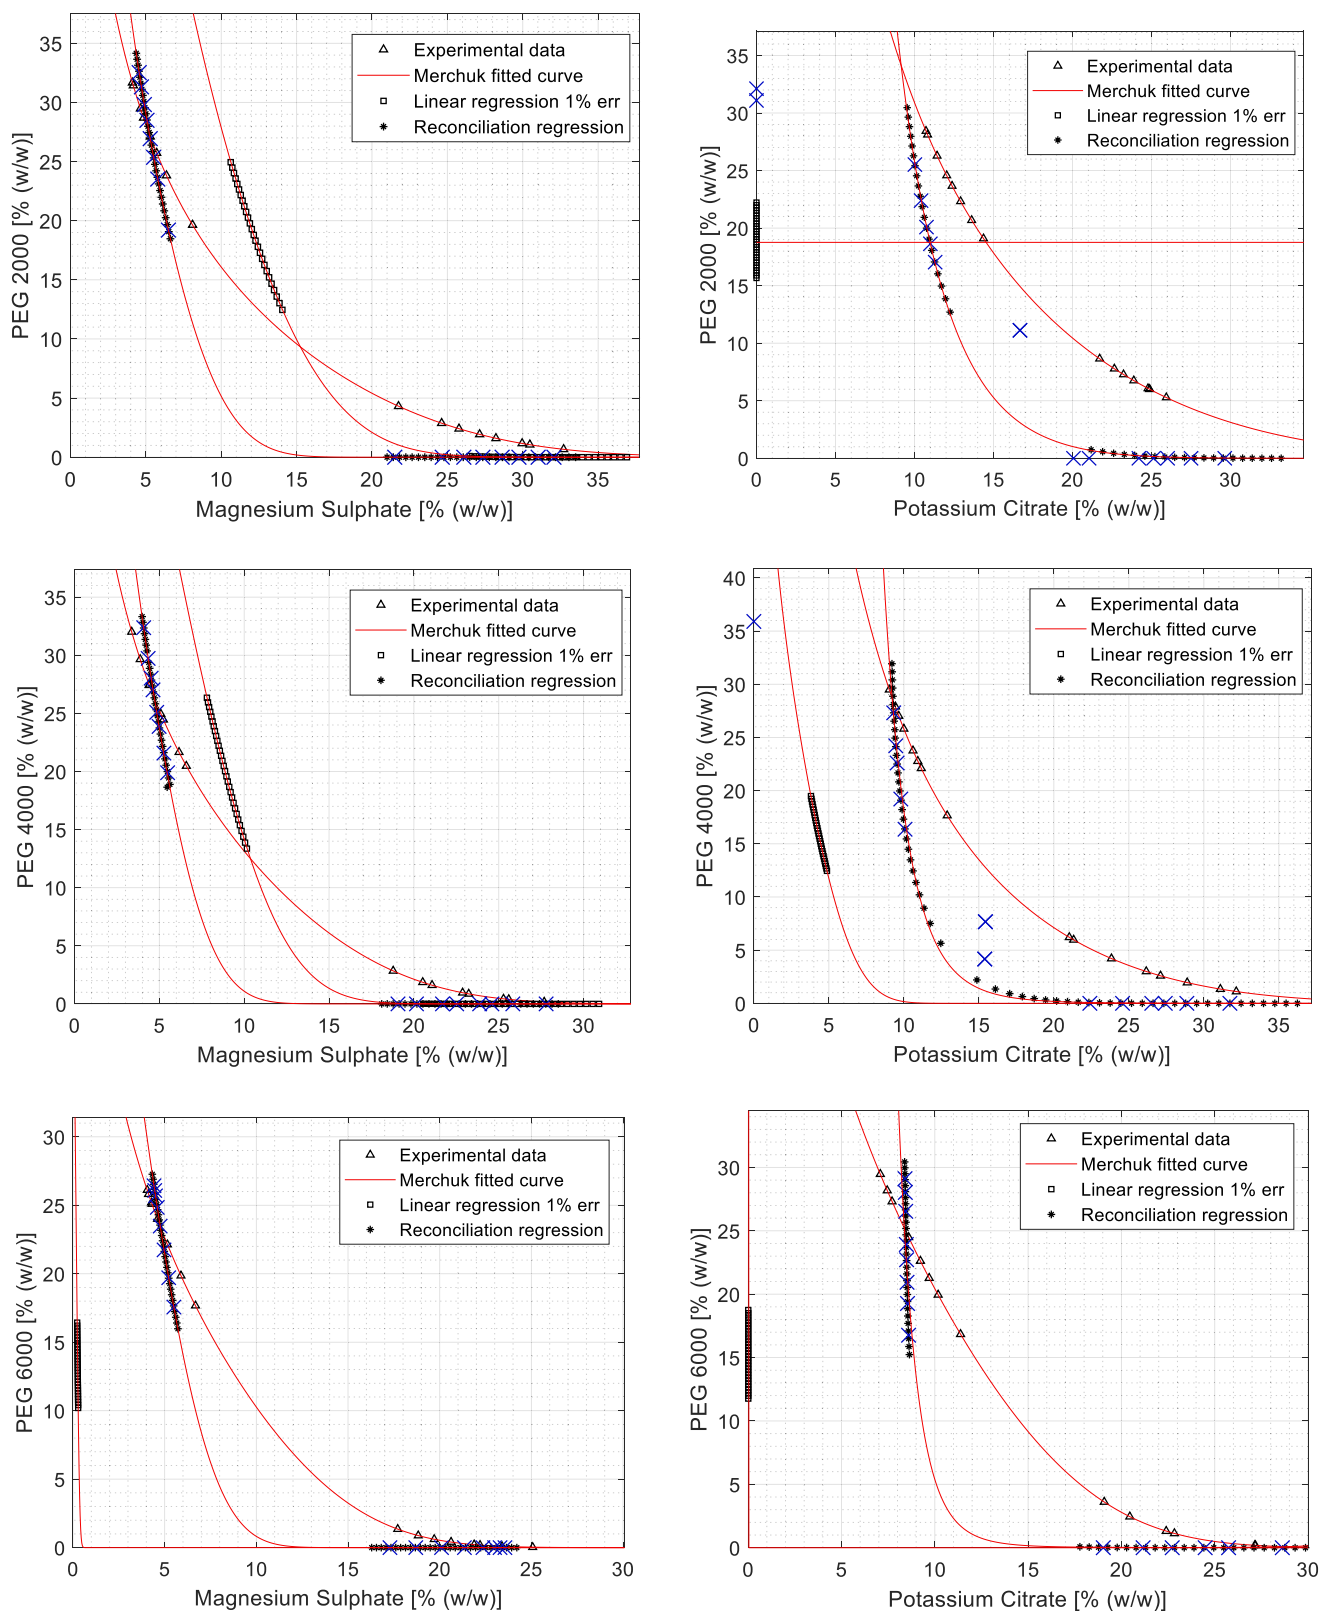 35
30
25
20
15
10
5
0
PEG 2000 [% (w/w)]
Experimental data
Merchuk fitted curve
Linear regression 1% err
Reconciliation regression
5 10 15 20 25 30 35
Magnesium Sulphate [% (w/w)]
35
30
25
20
15
10
5
0
PEG 2000 [% (w/w)]
Experimental data
Merchuk fitted curve
Linear regression 1% err
Reconciliation regression
0 5 10 15 20 25 30
Potassium Citrate [% (w/w)]
35
30
25
20
15
10
5
0
PEG 4000 [% (w/w)]
Experimental data
Merchuk fitted curve
Linear regression 1% err
Reconciliation regression
0 5 10 15 20 25 30
Magnesium Sulphate [% (w/w)]
40
35
30
25
20
15
10
5
0
PEG 4000 [% (w/w)]
Experimental data
Merchuk fitted curve
Linear regression 1% err
Reconciliation regression
0 5 10 15 20 25 30 35
Potassium Citrate [% (w/w)]
30
25
20
15
10
5
0
PEG 6000 [% (w/w)]
Experimental data
Merchuk fitted curve
Linear regression 1% err
Reconciliation regression
0 5 10 15 20 25 30
Magnesium Sulphate [% (w/w)]
30
25
20
15
10
5
0
PEG 6000 [% (w/w)]
Experimental data
Merchuk fitted curve
Linear regression 1% err
Reconciliation regression
0 5 10 15 20 25 30
Potassium Citrate [% (w/w)]